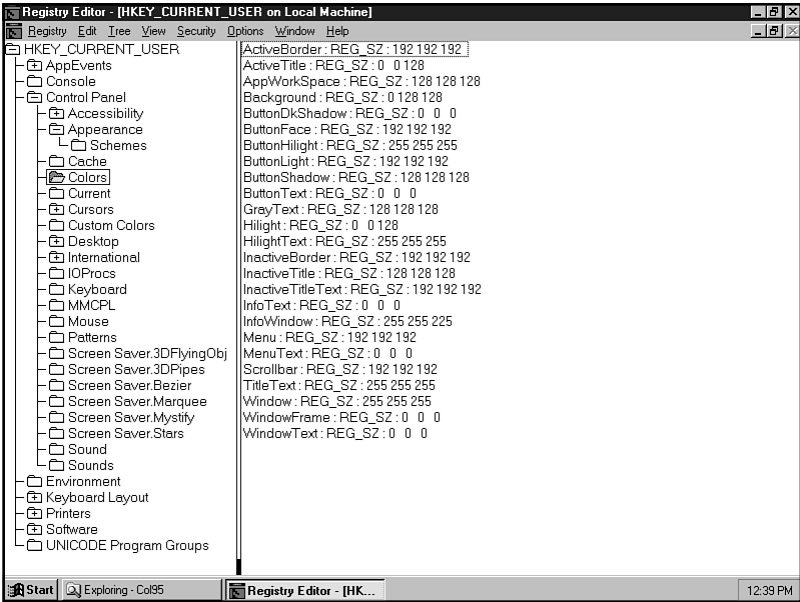 Registry Editor - [HKEY_CURRENT_USER on Local Machine]
Registry Edit Tree View Security Options Window Help
HKEY_CURRENT_USER
AppEvents
Console
Control Panel
Accessibility
Appearance
Schemes
Cache
Colors
Current
Cursors
Custom Colors
Desktop
International
IOProcs
Keyboard
MMCPL
Mouse
Patterns
Screen Saver.3DFlyingObj
Screen Saver.3DPipes
Screen Saver.Bezier
Screen Saver.Marquee
Screen Saver.Mystify
Screen Saver.Stars
Sound
Sounds
Environment
Keyboard Layout
Printers
Software
UNICODE Program Groups
ActiveBorder : REG_SZ : 192 192 192
ActiveTitle : REG_SZ : 0 0 128
AppWorkSpace : REG_SZ : 128 128 128
Background : REG_SZ : 0 128 128
ButtonDkShadow : REG_SZ : 0 0 0
ButtonFace : REG_SZ : 192 192 192
ButtonHilight : REG_SZ : 255 255 255
ButtonLight : REG_SZ : 192 192 192
ButtonShadow : REG_SZ : 128 128 128
ButtonText : REG_SZ : 0 0 0
GrayText : REG_SZ : 128 128 128
Hilight : REG_SZ : 0 0 128
HilightText : REG_SZ : 255 255 255
InactiveBorder : REG_SZ : 192 192 192
InactiveTitle : REG_SZ : 128 128 128
InactiveTitleText : REG_SZ : 192 192 192
InfoText : REG_SZ : 0 0 0
InfoWindow : REG_SZ : 255 255 225
Menu : REG_SZ : 192 192 192
MenuText : REG_SZ : 0 0 0
Scrollbar : REG_SZ : 192 192 192
TitleText : REG_SZ : 255 255 255
Window : REG_SZ : 255 255 255
WindowFrame : REG_SZ : 0 0 0
WindowText : REG_SZ : 0 0 0
Start Exploring - Col95 Registry Editor - [HK... 12:39 PM